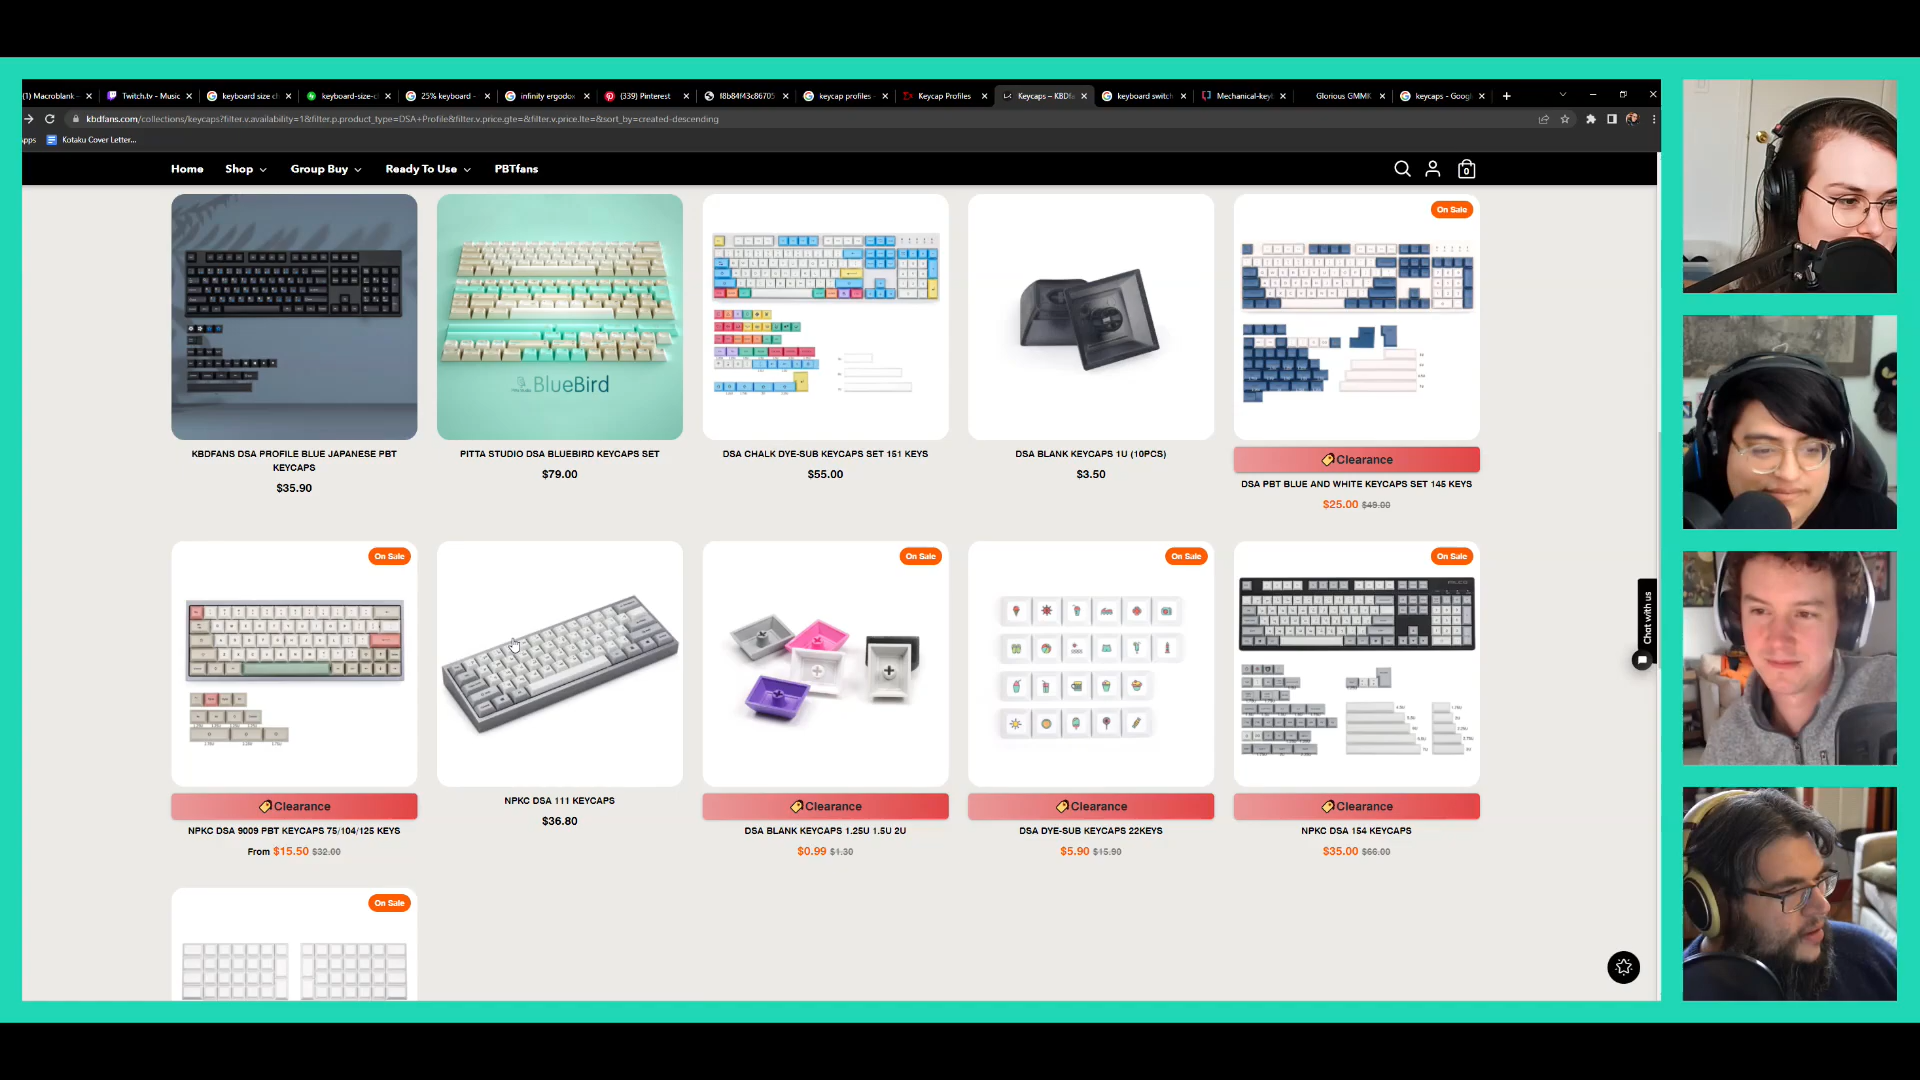 (1) Macroblank -
Twitch.tv - Music
keyboard size c
keyboard-size-c
25% keyboard -
infinity ergodox
(339) Pinterest
f8b84f43c86705
keycap profiles -
Keycap Profiles
Keycaps – KBDf
keyboard switch
Mechanical-key
Glorious GMMK
keycaps - Goog
kbdfans.com/collections/keycaps?filter.v.availability=1&filter.p.product_type=DSA+Profile&filter.v.price.gte=&filter.v.price.lte=&sort_by=created-descending
Apps
Kotaku Cover Letter...
Home
Shop
Group Buy
Ready To Use
PBTfans
0
On Sale
BlueBird
KBDFANS DSA PROFILE BLUE JAPANESE PBT
KEYCAPS
$35.90
PITTA STUDIO DSA BLUEBIRD KEYCAPS SET
$79.00
DSA CHALK DYE-SUB KEYCAPS SET 151 KEYS
$55.00
DSA BLANK KEYCAPS 1U (10PCS)
$3.50
Clearance
DSA PBT BLUE AND WHITE KEYCAPS SET 145 KEYS
$25.00 $49.00
On Sale
On Sale
On Sale
On Sale
Chat with us
Clearance
NPKC DSA 9009 PBT KEYCAPS 75/104/125 KEYS
From $15.50 $32.00
NPKC DSA 111 KEYCAPS
$36.80
Clearance
DSA BLANK KEYCAPS 1.25U 1.5U 2U
$0.99 $1.30
Clearance
DSA DYE-SUB KEYCAPS 22KEYS
$5.90 $15.90
Clearance
NPKC DSA 154 KEYCAPS
$35.00 $66.00
On Sale